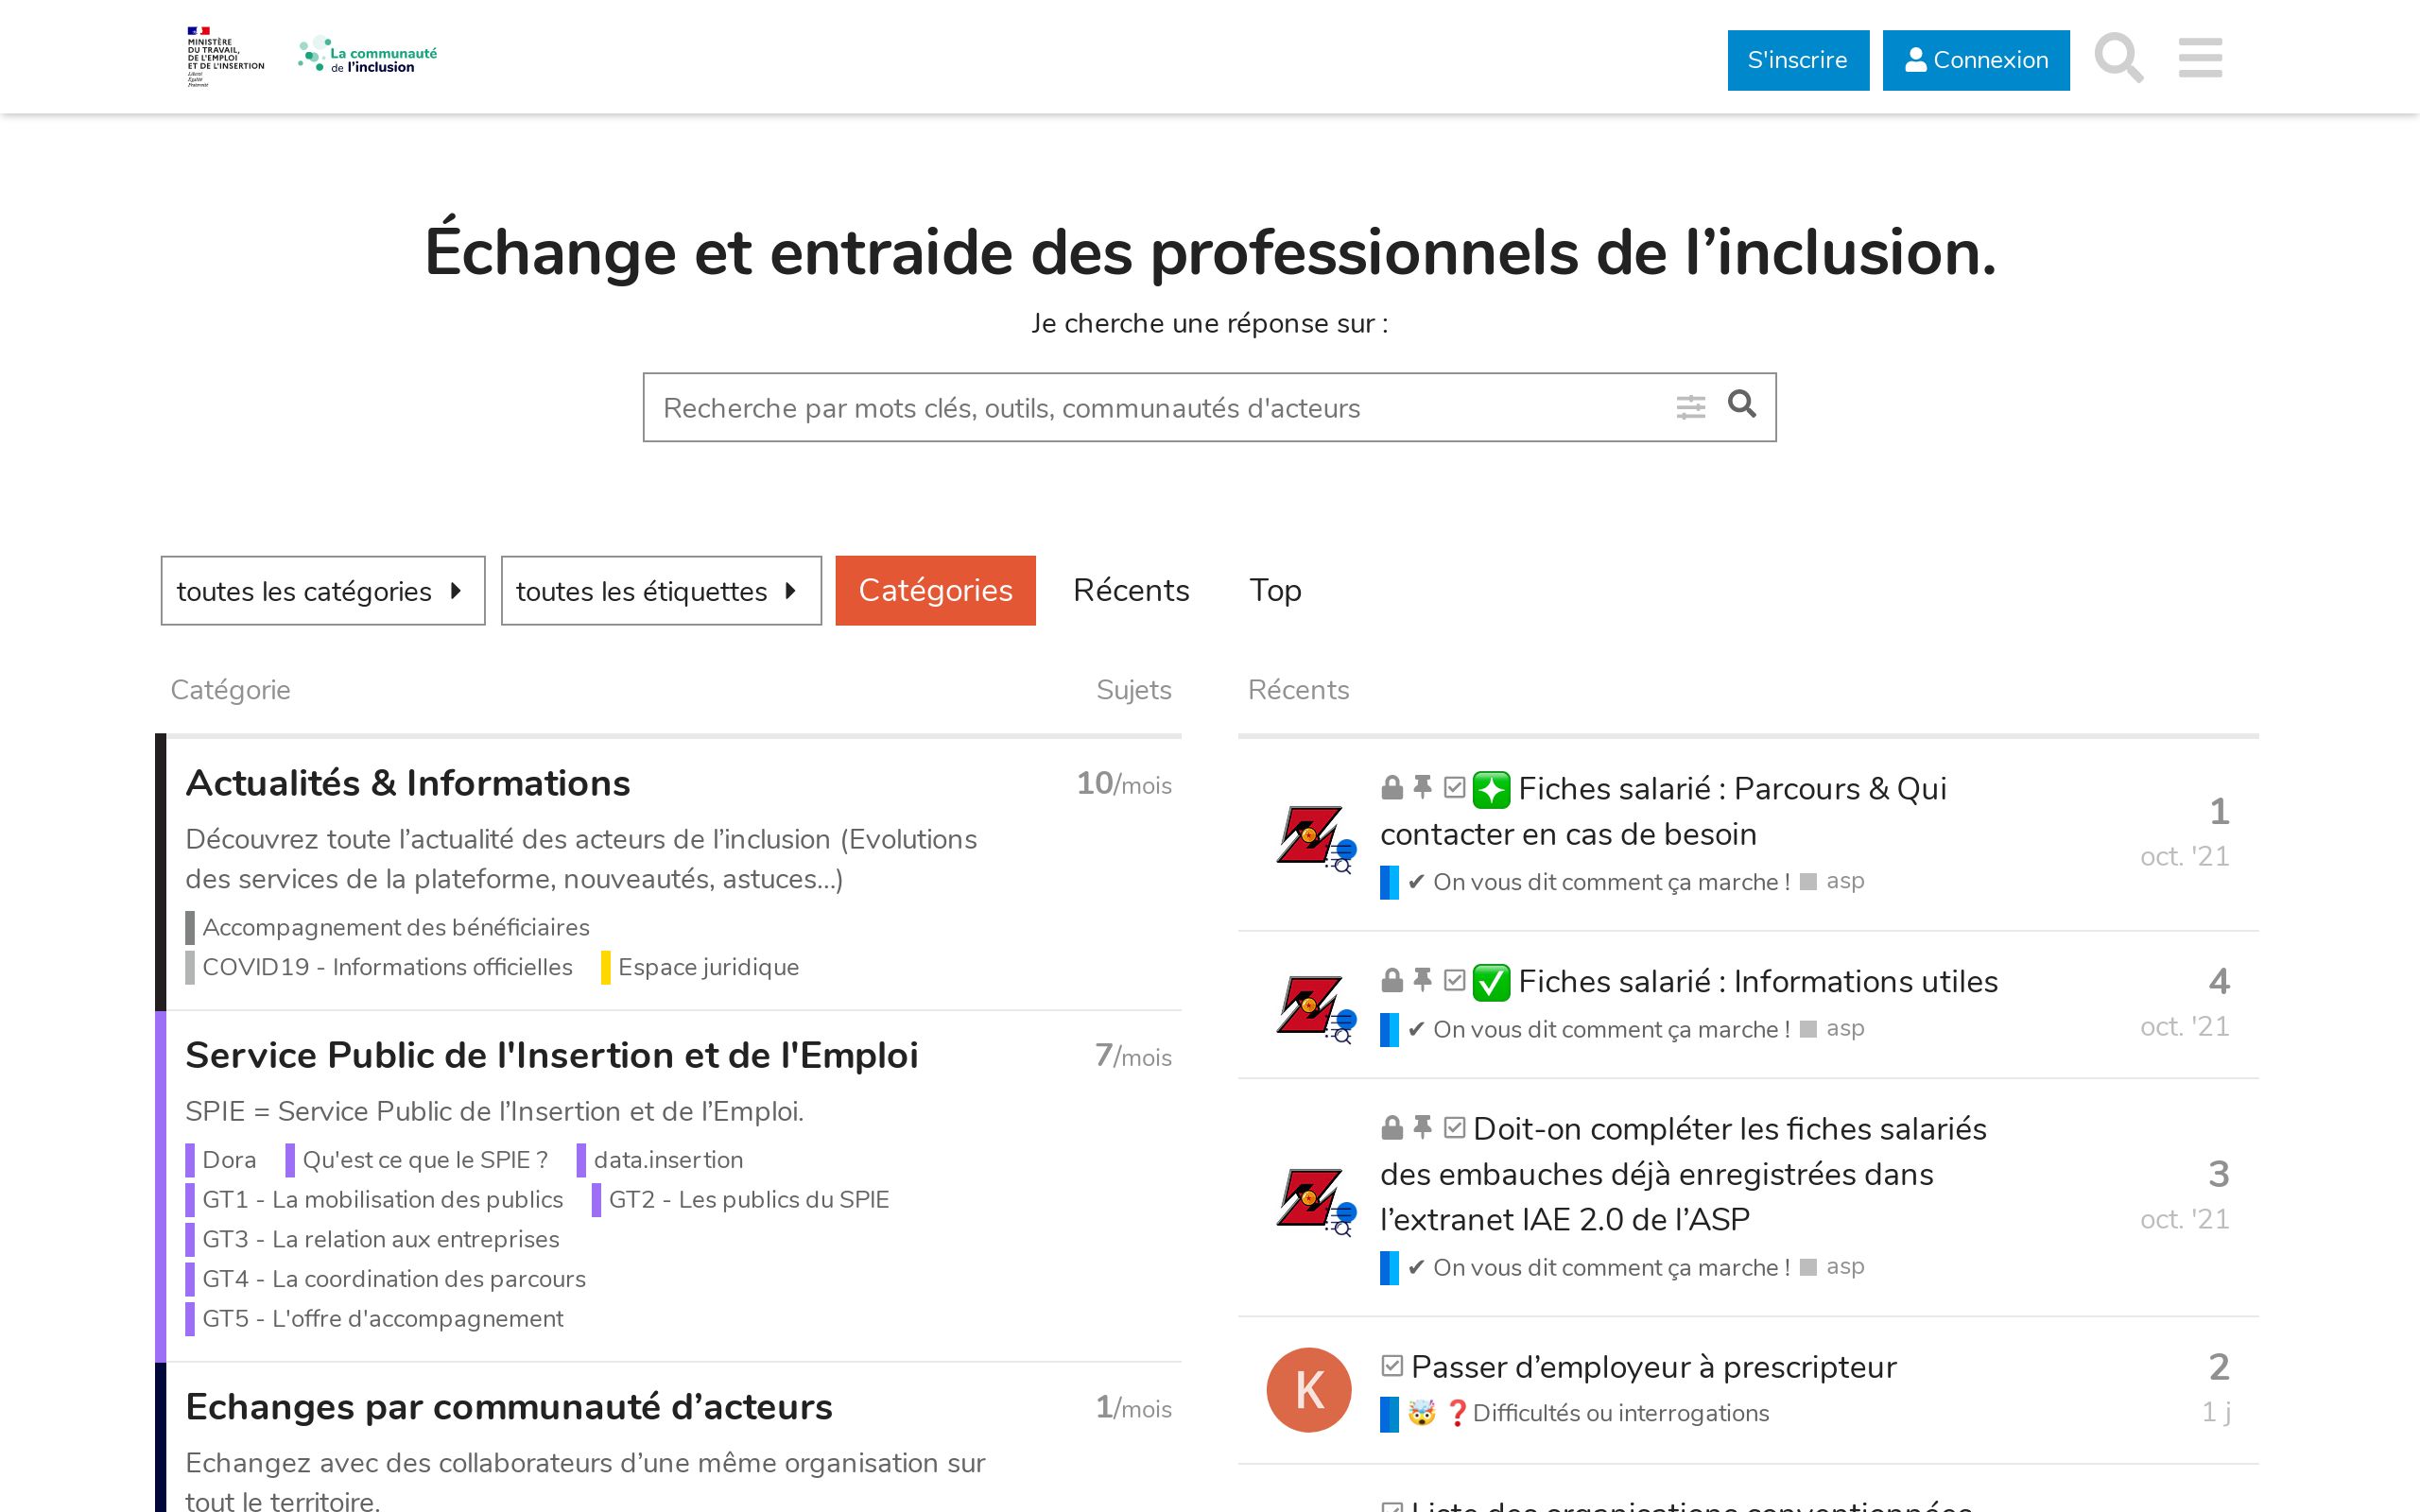 MINISTÈRE
DU TRAVAIL,
DE L'EMPLOI
ET DE L'INSERTION
Liberté
Égalité
Fraternité
La communauté
de l'inclusion
S'inscrire
Connexion
Échange et entraide des professionnels de l’inclusion.
Je cherche une réponse sur :
Recherche par mots clés, outils, communautés d'acteurs
toutes les catégories
toutes les étiquettes
Catégories
Récents
Top
Catégorie
Sujets
Actualités & Informations
10/mois
Découvrez toute l’actualité des acteurs de l’inclusion (Evolutions
des services de la plateforme, nouveautés, astuces…)
Accompagnement des bénéficiaires
COVID19 - Informations officielles
Espace juridique
Service Public de l'Insertion et de l'Emploi
7/mois
SPIE = Service Public de l’Insertion et de l’Emploi.
Dora
Qu'est ce que le SPIE ?
data.insertion
GT1 - La mobilisation des publics
GT2 - Les publics du SPIE
GT3 - La relation aux entreprises
GT4 - La coordination des parcours
GT5 - L'offre d'accompagnement
Echanges par communauté d’acteurs
1/mois
Echangez avec des collaborateurs d’une même organisation sur
tout le territoire.
Récents
Fiches salarié : Parcours & Qui
contacter en cas de besoin
✔ On vous dit comment ça marche !
asp
1
oct. '21
Fiches salarié : Informations utiles
✔ On vous dit comment ça marche !
asp
4
oct. '21
Doit-on compléter les fiches salariés
des embauches déjà enregistrées dans
l’extranet IAE 2.0 de l’ASP
✔ On vous dit comment ça marche !
asp
3
oct. '21
K
Passer d’employeur à prescripteur
🤯 ❓Difficultés ou interrogations
2
1 j
Liste des organisations conventionnées